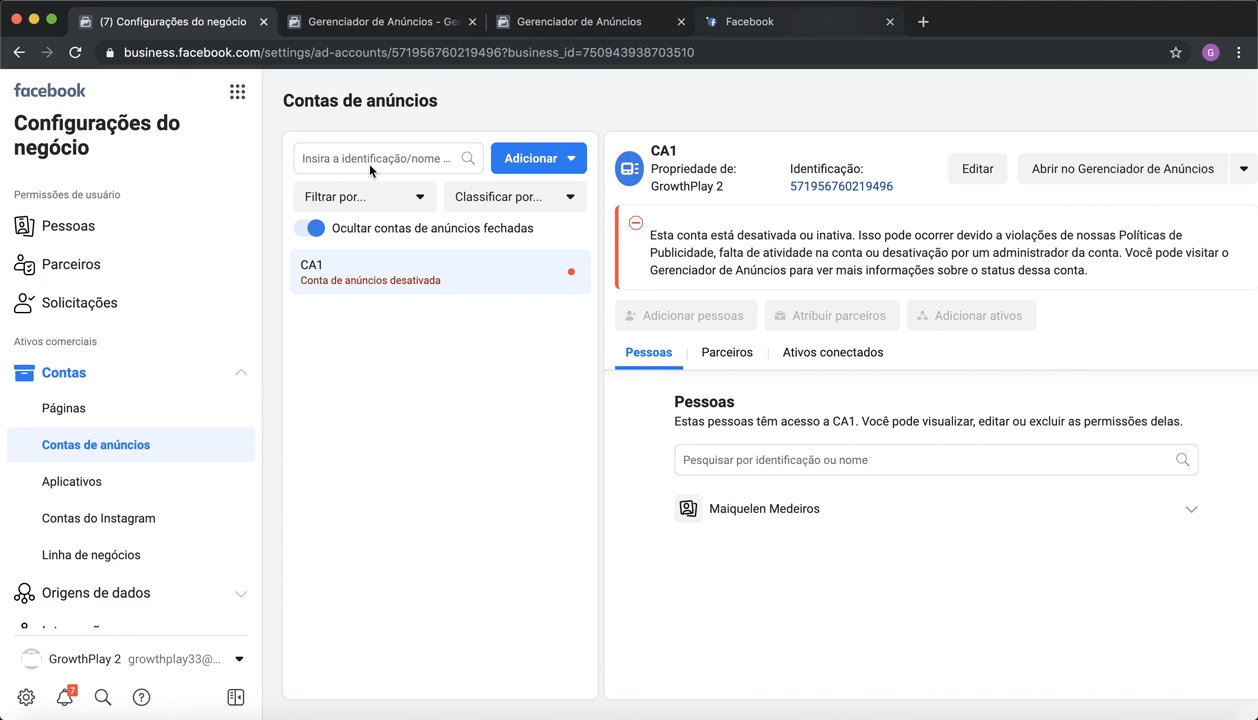 (7) Configurações do negócio
Gerenciador de Anúncios - Ge
Gerenciador de Anúncios
Facebook
business.facebook.com/settings/ad-accounts/571956760219496?business_id=750943938703510
G
facebook
Configurações do
negócio
Permissões de usuário
Pessoas
Parceiros
Solicitações
Ativos comerciais
Contas
Páginas
Contas de anúncios
Aplicativos
Contas do Instagram
Linha de negócios
Origens de dados
GrowthPlay 2 growthplay33@...
7
Contas de anúncios
Insira a identificação/nome ...
Adicionar
Filtrar por...
Classificar por...
Ocultar contas de anúncios fechadas
CA1
Conta de anúncios desativada
CA1
Propriedade de:
GrowthPlay 2
Identificação:
571956760219496
Editar
Abrir no Gerenciador de Anúncios
Esta conta está desativada ou inativa. Isso pode ocorrer devido a violações de nossas Políticas de
Publicidade, falta de atividade na conta ou desativação por um administrador da conta. Você pode visitar o
Gerenciador de Anúncios para ver mais informações sobre o status dessa conta.
Adicionar pessoas
Atribuir parceiros
Adicionar ativos
Pessoas
Parceiros
Ativos conectados
Pessoas
Estas pessoas têm acesso a CA1. Você pode visualizar, editar ou excluir as permissões delas.
Pesquisar por identificação ou nome
Maiquelen Medeiros